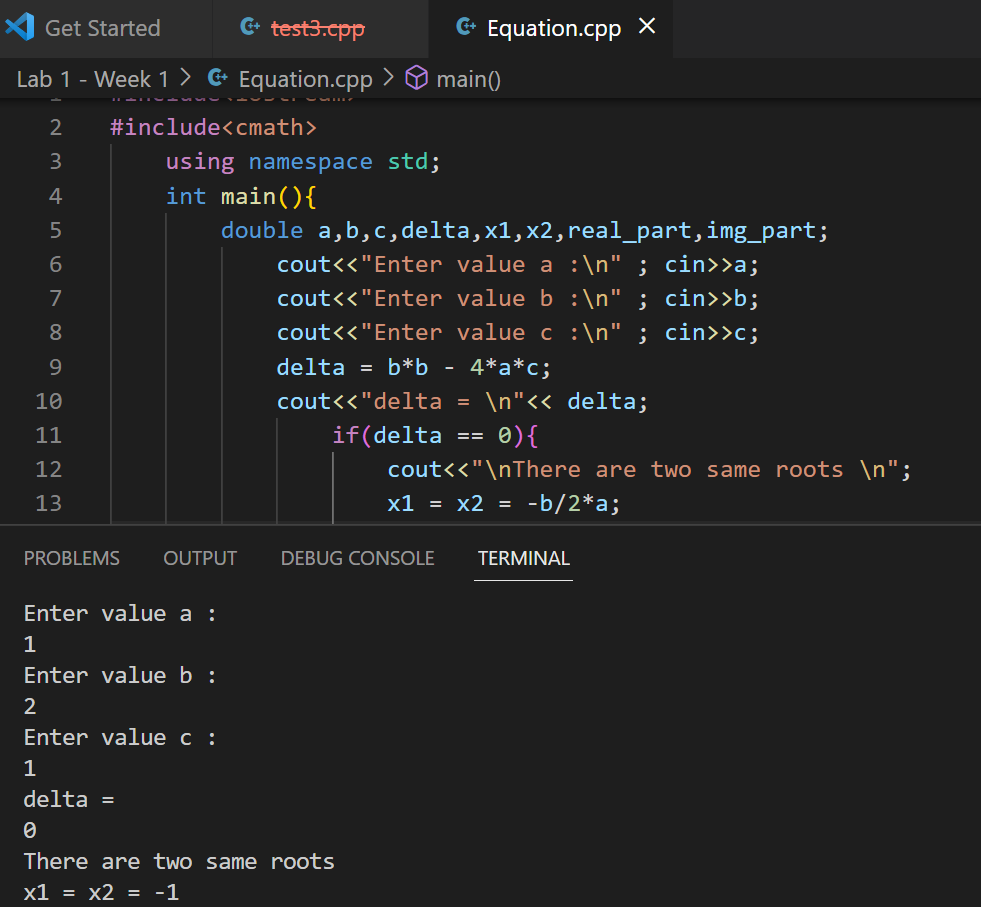 Get Started test3.cpp Equation.cpp
Lab 1 - Week 1 > Equation.cpp > main()
1 #include<iostream>
2 #include<cmath>
3 using namespace std;
4 int main(){
5 double a,b,c,delta,x1,x2,real_part,img_part;
6 cout<<"Enter value a :\n" ; cin>>a;
7 cout<<"Enter value b :\n" ; cin>>b;
8 cout<<"Enter value c :\n" ; cin>>c;
9 delta = b*b - 4*a*c;
10 cout<<"delta = \n"<< delta;
11 if(delta == 0){
12 cout<<"\nThere are two same roots \n";
13 x1 = x2 = -b/2*a;
PROBLEMS OUTPUT DEBUG CONSOLE TERMINAL
Enter value a :
1
Enter value b :
2
Enter value c :
1
delta =
0
There are two same roots
x1 = x2 = -1